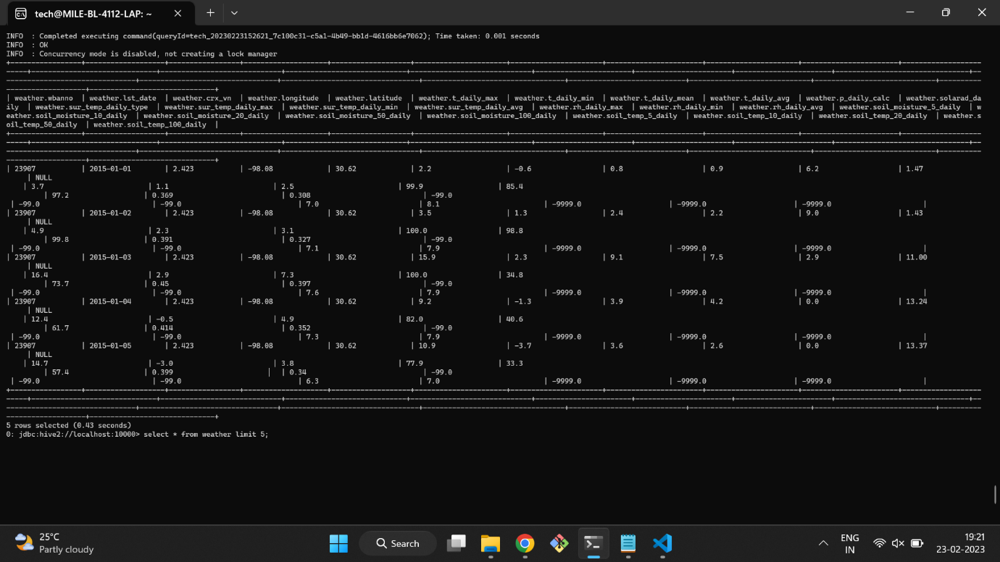 tech@MILE-BL-4112-LAP: ~
INFO  : Completed executing command(queryId=tech_20230223152621_7c100c31-c5a1-4b49-bb1d-4616bb6e7062); Time taken: 0.001 seconds
INFO  : OK
INFO  : Concurrency mode is disabled, not creating a lock manager
| weather.wbanno | weather.lst_date | weather.crx_vn | weather.longitude | weather.latitude | weather.t_daily_max | weather.t_daily_min | weather.t_daily_mean | weather.t_daily_avg | weather.p_daily_calc | weather.solarad_da
ily | weather.sur_temp_daily_type | weather.sur_temp_daily_max | weather.sur_temp_daily_min | weather.sur_temp_daily_avg | weather.rh_daily_max | weather.rh_daily_min | weather.rh_daily_avg | weather.soil_moisture_5_daily | w
eather.soil_moisture_10_daily | weather.soil_moisture_20_daily | weather.soil_moisture_50_daily | weather.soil_moisture_100_daily | weather.soil_temp_5_daily | weather.soil_temp_10_daily | weather.soil_temp_20_daily | weather.s
oil_temp_50_daily | weather.soil_temp_100_daily |
| 23907 | 2015-01-01 | 2.423 | -98.08 | 30.62 | 2.2 | -0.6 | 0.8 | 0.9 | 6.2 | 1.47
| NULL
| 3.7 | 1.1 | 2.5 | 99.9 | 85.4
| 97.2 | 0.369 | 0.308 | -99.0
| -99.0 | -99.0 | 7.0 | 8.1 | -9999.0 | -9999.0 | -9999.0 |
| 23907 | 2015-01-02 | 2.423 | -98.08 | 30.62 | 3.5 | 1.3 | 2.4 | 2.2 | 9.0 | 1.43
| NULL
| 4.9 | 2.3 | 3.1 | 100.0 | 98.8
| 99.8 | 0.391 | 0.327 | -99.0
| -99.0 | -99.0 | 7.1 | 7.9 | -9999.0 | -9999.0 | -9999.0 |
| 23907 | 2015-01-03 | 2.423 | -98.08 | 30.62 | 15.9 | 2.3 | 9.1 | 7.5 | 2.9 | 11.00
| NULL
| 16.4 | 2.9 | 7.3 | 100.0 | 34.8
| 73.7 | 0.45 | 0.397 | -99.0
| -99.0 | -99.0 | 7.6 | 7.9 | -9999.0 | -9999.0 | -9999.0 |
| 23907 | 2015-01-04 | 2.423 | -98.08 | 30.62 | 9.2 | -1.3 | 3.9 | 4.2 | 0.0 | 13.24
| NULL
| 12.4 | -0.5 | 4.9 | 82.0 | 40.6
| 61.7 | 0.414 | 0.352 | -99.0
| -99.0 | -99.0 | 7.3 | 7.9 | -9999.0 | -9999.0 | -9999.0 |
| 23907 | 2015-01-05 | 2.423 | -98.08 | 30.62 | 10.9 | -3.7 | 3.6 | 2.6 | 0.0 | 13.37
| NULL
| 14.7 | -3.0 | 3.8 | 77.9 | 33.3
| 57.4 | 0.399 | 0.34 | -99.0
| -99.0 | -99.0 | 6.3 | 7.0 | -9999.0 | -9999.0 | -9999.0 |
5 rows selected (0.43 seconds)
0: jdbc:hive2://localhost:10000> select * from weather limit 5;
25°C
Partly cloudy
Search
ENG
IN
19:21
23-02-2023